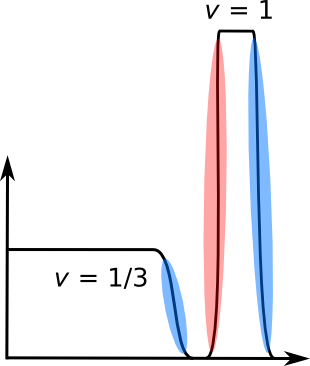 v = 1
v = 1/3